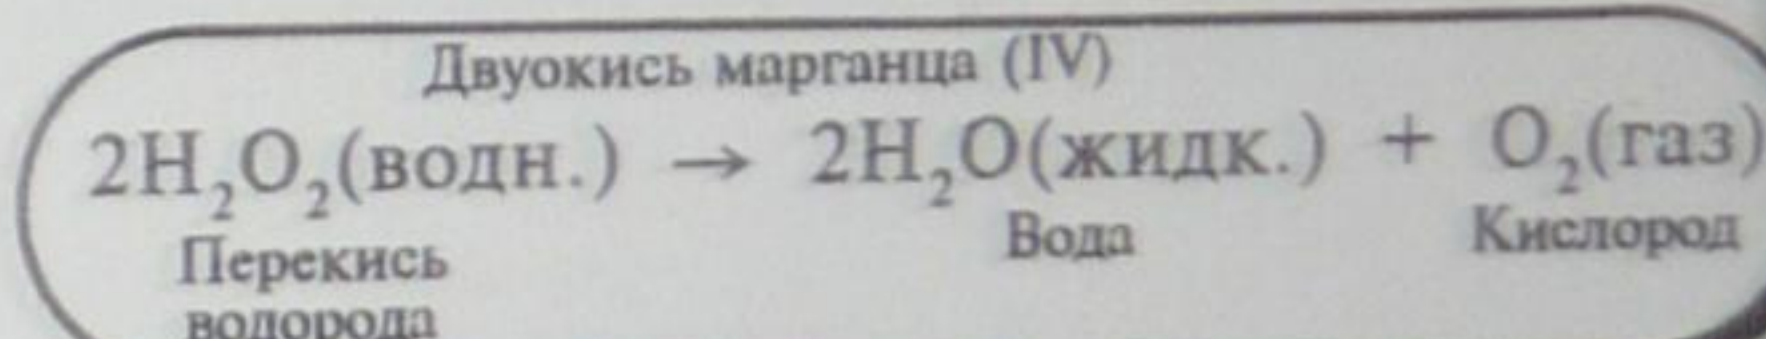 Двуокись марганца (IV)
2H₂O₂(водн.) → 2H₂O(жидк.) + O₂(газ)
Перекись Вода Кислород
водорода